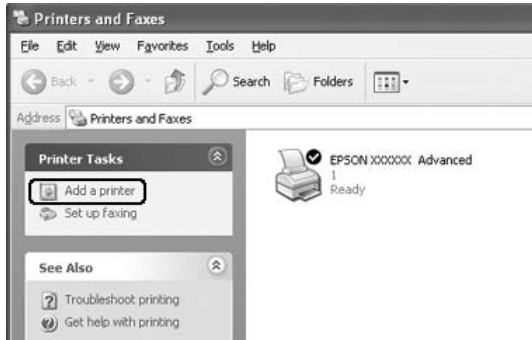 Printers and Faxes
File Edit View Favorites Tools Help
Back Search Folders
Address Printers and Faxes
Printer Tasks
Add a printer
Set up faxing
See Also
Troubleshoot printing
Get help with printing
EPSON XXXXXX Advanced
1
Ready